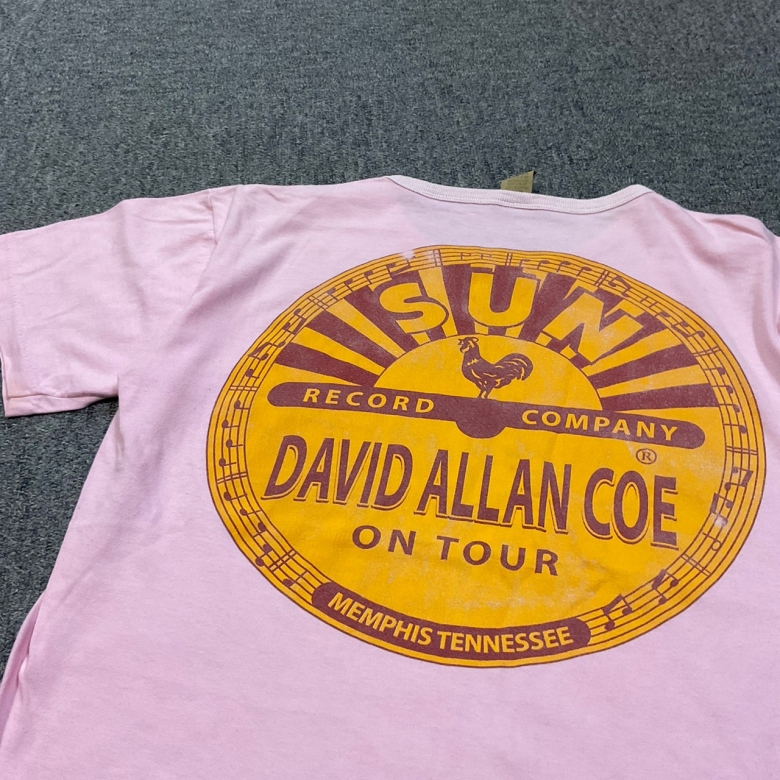 SUN
RECORD COMPANY
®
DAVID ALLAN COE
ON TOUR
MEMPHIS TENNESSEE